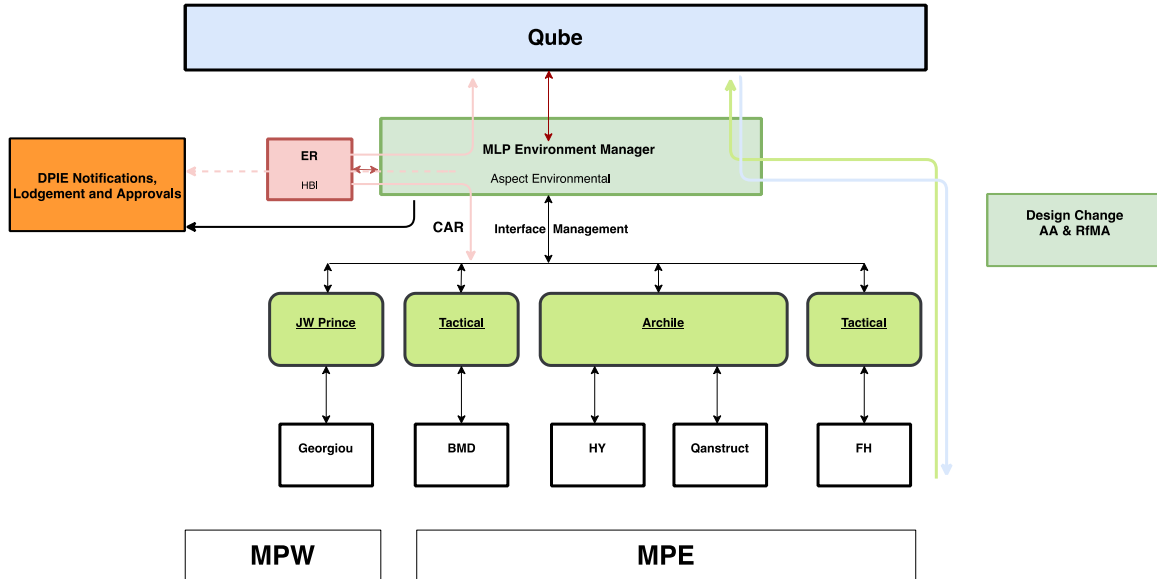 Qube
MLP Environment Manager
Aspect Environmental
ER
HBI
DPIE Notifications,
Lodgement and Approvals
CAR
Interface Management
Design Change
AA & RfMA
JW Prince
Tactical
Archile
Tactical
Georgiou
BMD
HY
Qanstruct
FH
MPW
MPE